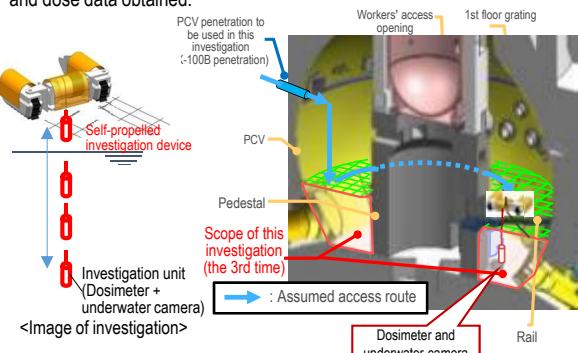 and dose data obtained.
PCV penetration to
be used in this
investigation
(X-100B penetration)
Workers' access
opening
1st floor grating
Self-propelled
investigation device
PCV
Pedestal
Scope of this
investigation
(the 3rd time)
Investigation unit
(Dosimeter +
underwater camera)
<Image of investigation>
: Assumed access route
Dosimeter and
underwater camera
Rail